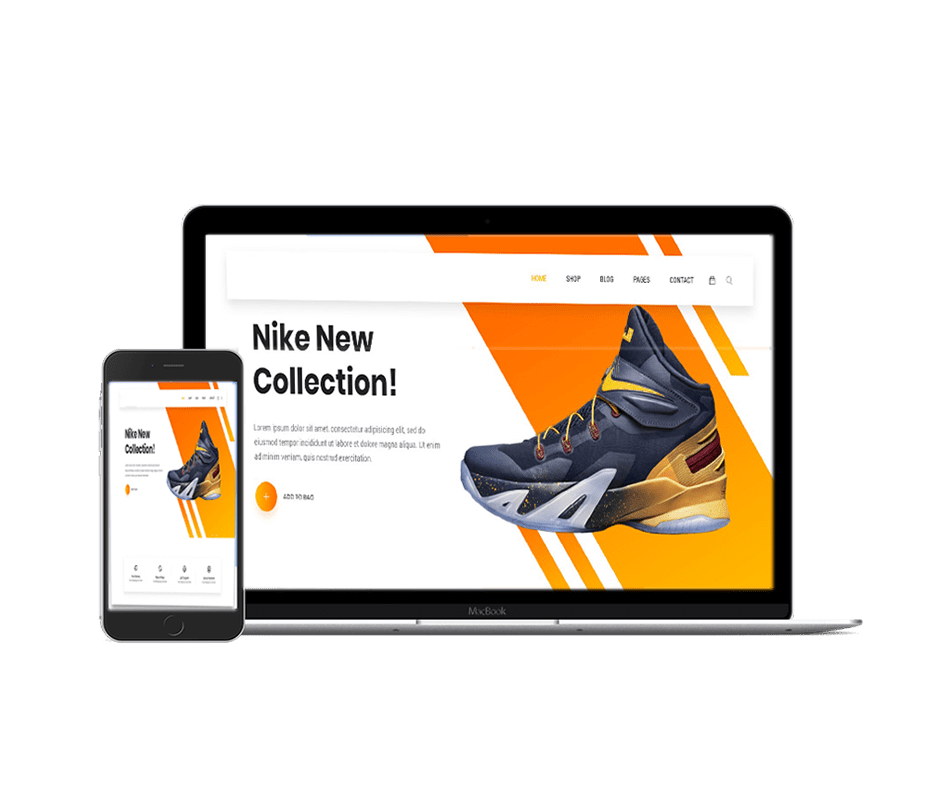 HOME SHOP BLOG PAGES CONTACT
Nike New
Collection!
Lorem ipsum dolor sit amet, consectetur adipisicing elit, sed do
eiusmod tempor incididunt ut labore et dolore magna aliqua. Ut enim
ad minim veniam, quis nostrud exercitation.
ADD TO BAG
MacBook
Nike New
Collection!